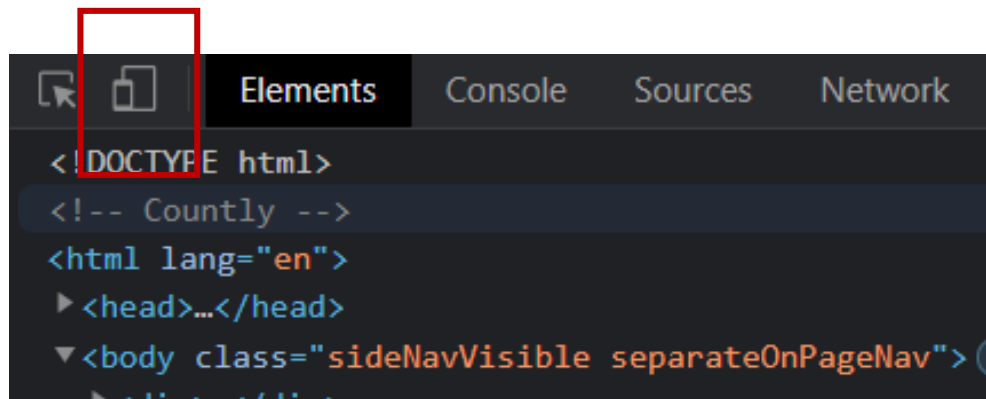 Elements Console Sources Network
<!DOCTYPE html>
<!-- Countly -->
<html lang="en">
<head>…</head>
<body class="sideNavVisible separateOnPageNav">